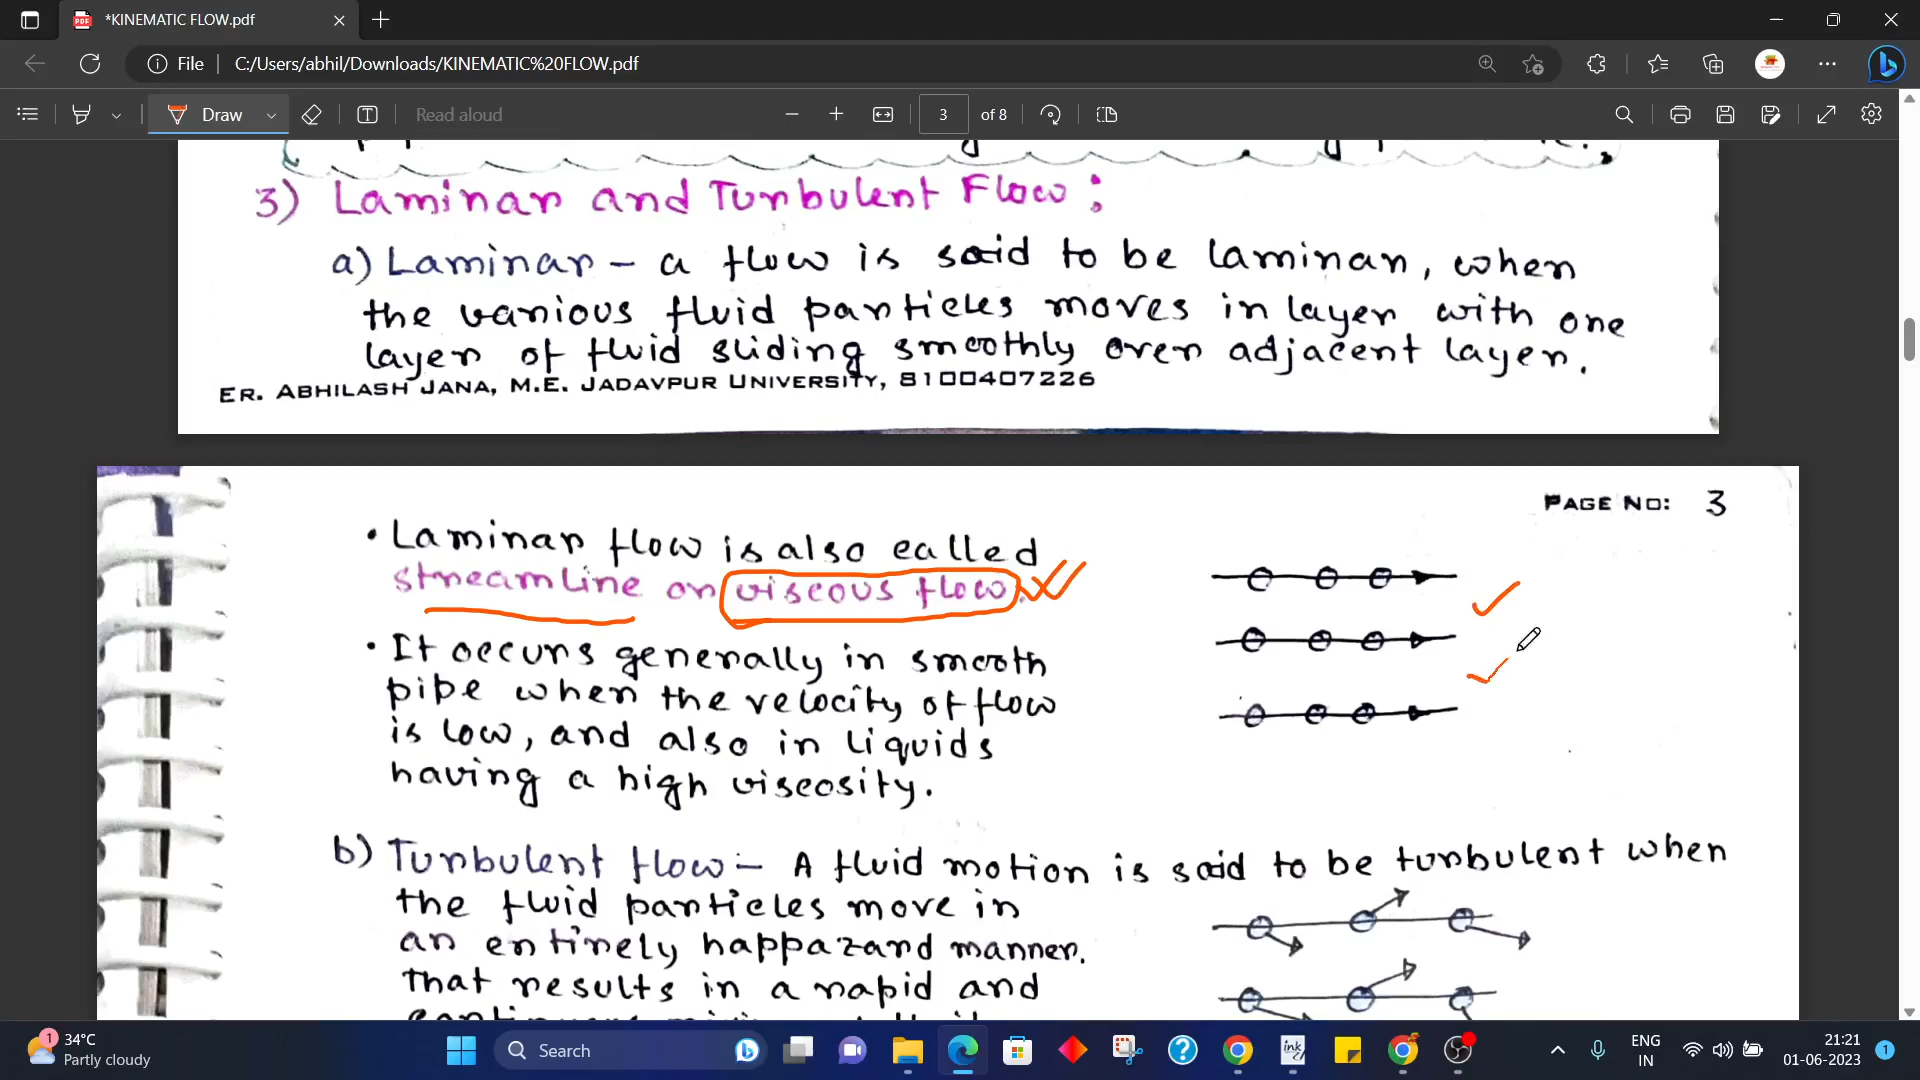 *KINEMATIC FLOW.pdf
File
C:/Users/abhil/Downloads/KINEMATIC%20FLOW.pdf
Draw
Read aloud
3
of 8
3) Laminar and Turbulent Flow:
a) Laminar - a flow is said to be laminar, when
the various fluid particles moves in layer with one
layer of fluid sliding smoothly over adjacent layer.
ER. ABHILASH JANA, M.E. JADAVPUR UNIVERSITY, 8100407226
PAGE NO: 3
• Laminar flow is also called
streamline or viscous flow.
• It occurs generally in smooth
pipe when the velocity of flow
is low, and also in liquids
having a high viscosity.
b) Turbulent flow - A fluid motion is said to be turbulent when
the fluid particles move in
an entirely happazard manner.
That results in a rapid and
34°C
Partly cloudy
1
Search
ink
ENG
IN
21:21
01-06-2023
1